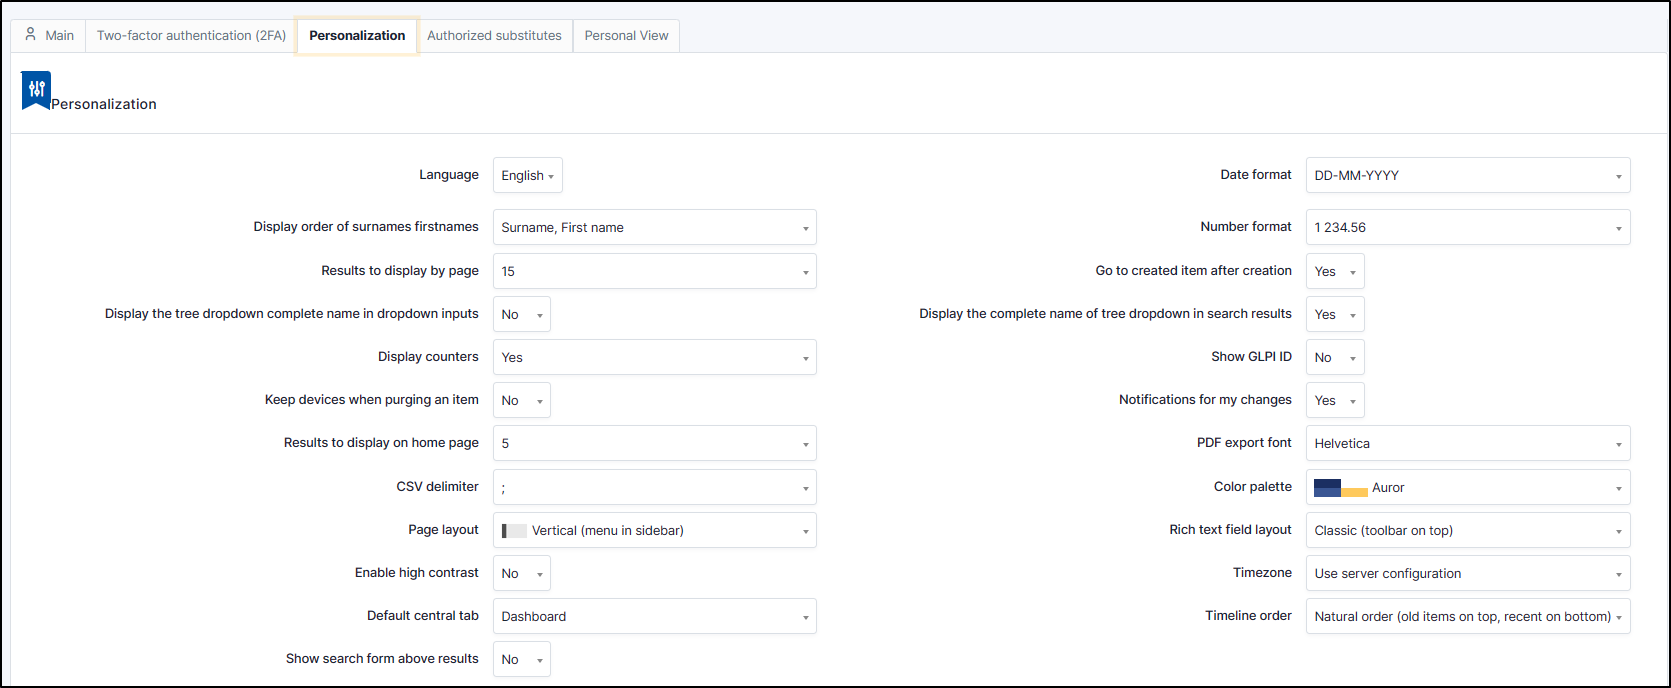 Main
Two-factor authentication (2FA)
Personalization
Authorized substitutes
Personal View
Personalization
Language English
Date format DD-MM-YYYY
Display order of surnames firstnames Surname, First name
Number format 1 234.56
Results to display by page 15
Go to created item after creation Yes
Display the tree dropdown complete name in dropdown inputs No
Display the complete name of tree dropdown in search results Yes
Display counters Yes
Show GLPI ID No
Keep devices when purging an item No
Notifications for my changes Yes
Results to display on home page 5
PDF export font Helvetica
CSV delimiter ;
Color palette Auror
Page layout Vertical (menu in sidebar)
Rich text field layout Classic (toolbar on top)
Enable high contrast No
Timezone Use server configuration
Default central tab Dashboard
Timeline order Natural order (old items on top, recent on bottom)
Show search form above results No